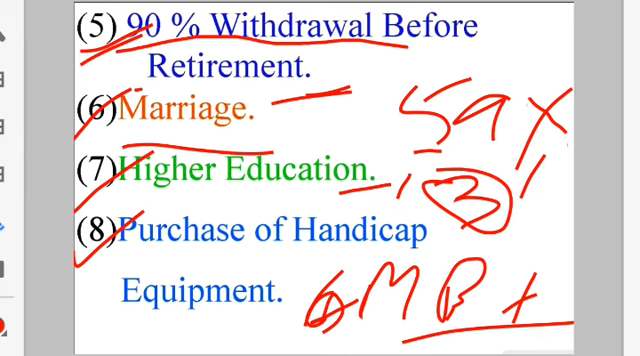 (5) 90 % Withdrawal Before
Retirement.
(6) Marriage.
(7) Higher Education.
(8) Purchase of Handicap
Equipment.